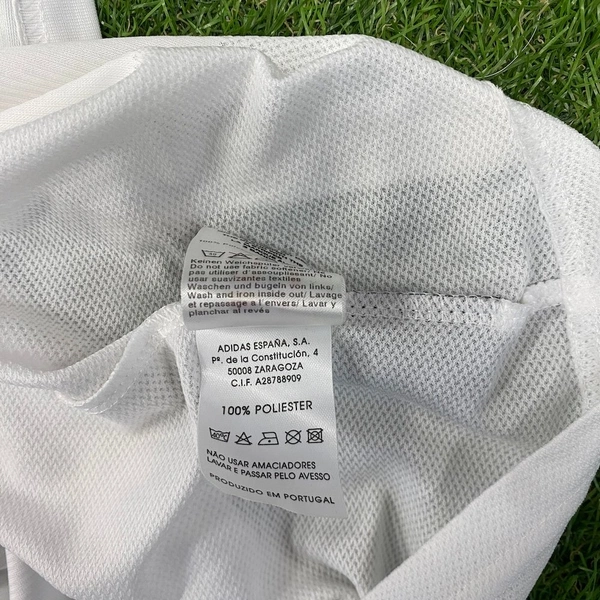 Keinen Weichspüler
Do not use fabric softener/ Ne
pas utiliser d'assouplissant/ No
usar suavizantes textiles
Waschen und bugeln von links/
Wash and iron inside out/ Lavage
et repassage a l'envers/ Lavar y
planchar al revés
ADIDAS ESPAÑA, S.A.
Pº. de la Constitución, 4
50008 ZARAGOZA
C.I.F. A28788909
100% POLIESTER
40°
NÃO USAR AMACIADORES
LAVAR E PASSAR PELO AVESSO
PRODUZIDO EM PORTUGAL